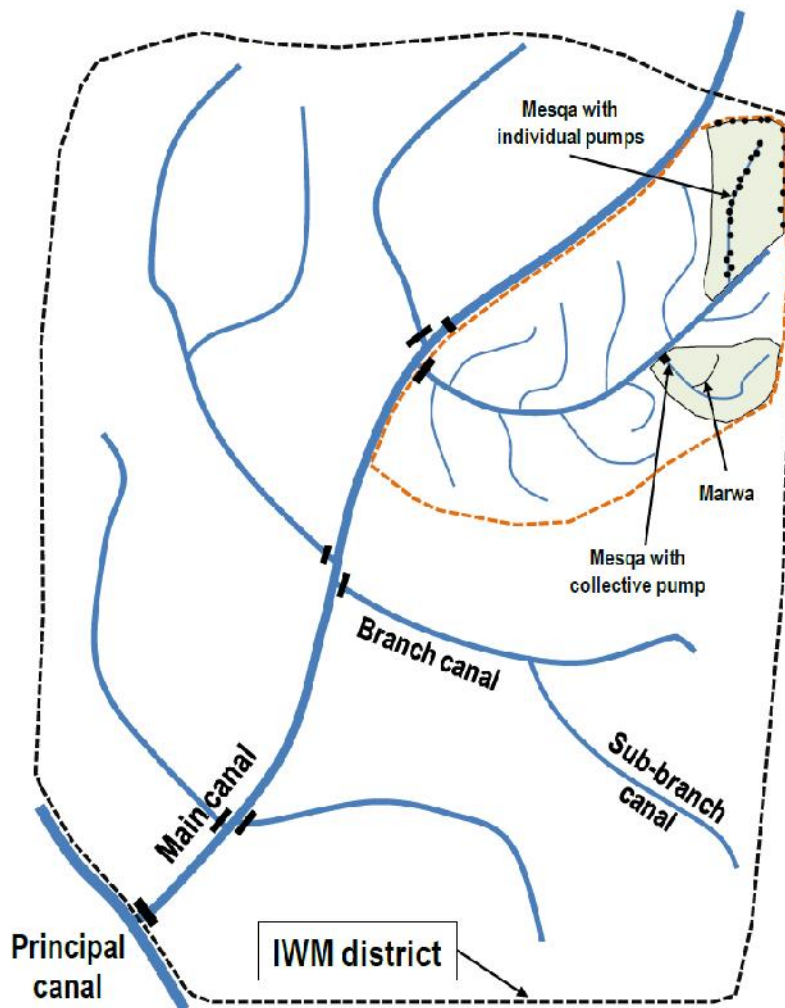 Mesqa with
individual pumps
Marwa
Mesqa with
collective pump
Branch canal
Sub-branch
canal
Main canal
Principal
canal
IWM district